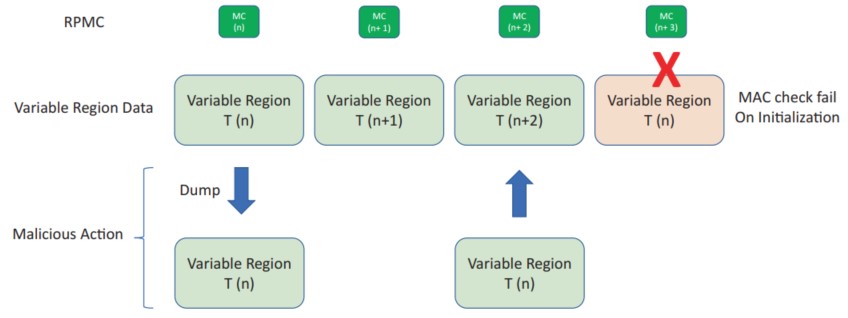 RPMC
MC
(n)
MC
(n+ 1)
MC
(n+ 2)
MC
(n+ 3)
X
Variable Region Data
Variable Region
T (n)
Variable Region
T (n+1)
Variable Region
T (n+2)
Variable Region
T (n)
MAC check fail
On Initialization
Dump
Malicious Action
Variable Region
T (n)
Variable Region
T (n)